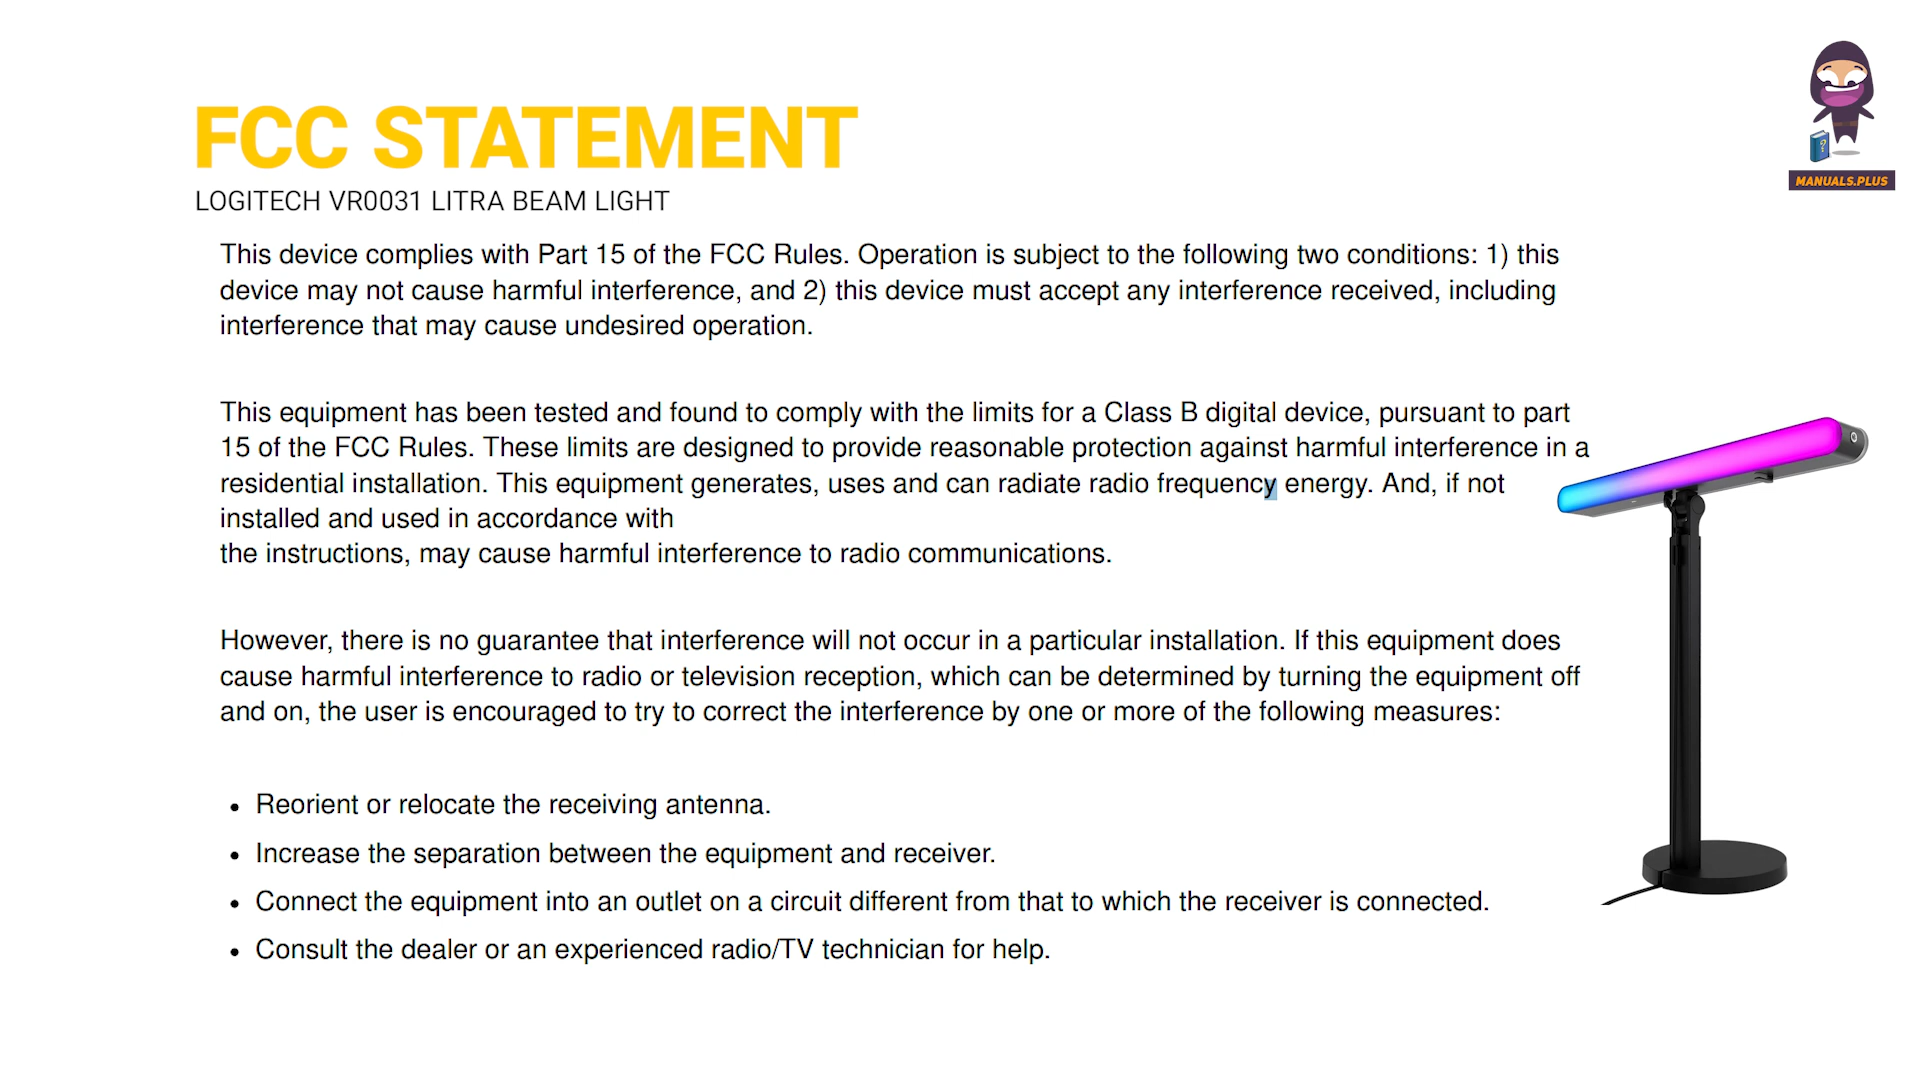 FCC STATEMENT
LOGITECH VR0031 LITRA BEAM LIGHT
MANUALS.PLUS
This device complies with Part 15 of the FCC Rules. Operation is subject to the following two conditions: 1) this
device may not cause harmful interference, and 2) this device must accept any interference received, including
interference that may cause undesired operation.
This equipment has been tested and found to comply with the limits for a Class B digital device, pursuant to part
15 of the FCC Rules. These limits are designed to provide reasonable protection against harmful interference in a
residential installation. This equipment generates, uses and can radiate radio frequency energy. And, if not
installed and used in accordance with
the instructions, may cause harmful interference to radio communications.
However, there is no guarantee that interference will not occur in a particular installation. If this equipment does
cause harmful interference to radio or television reception, which can be determined by turning the equipment off
and on, the user is encouraged to try to correct the interference by one or more of the following measures:
• Reorient or relocate the receiving antenna.
• Increase the separation between the equipment and receiver.
• Connect the equipment into an outlet on a circuit different from that to which the receiver is connected.
• Consult the dealer or an experienced radio/TV technician for help.